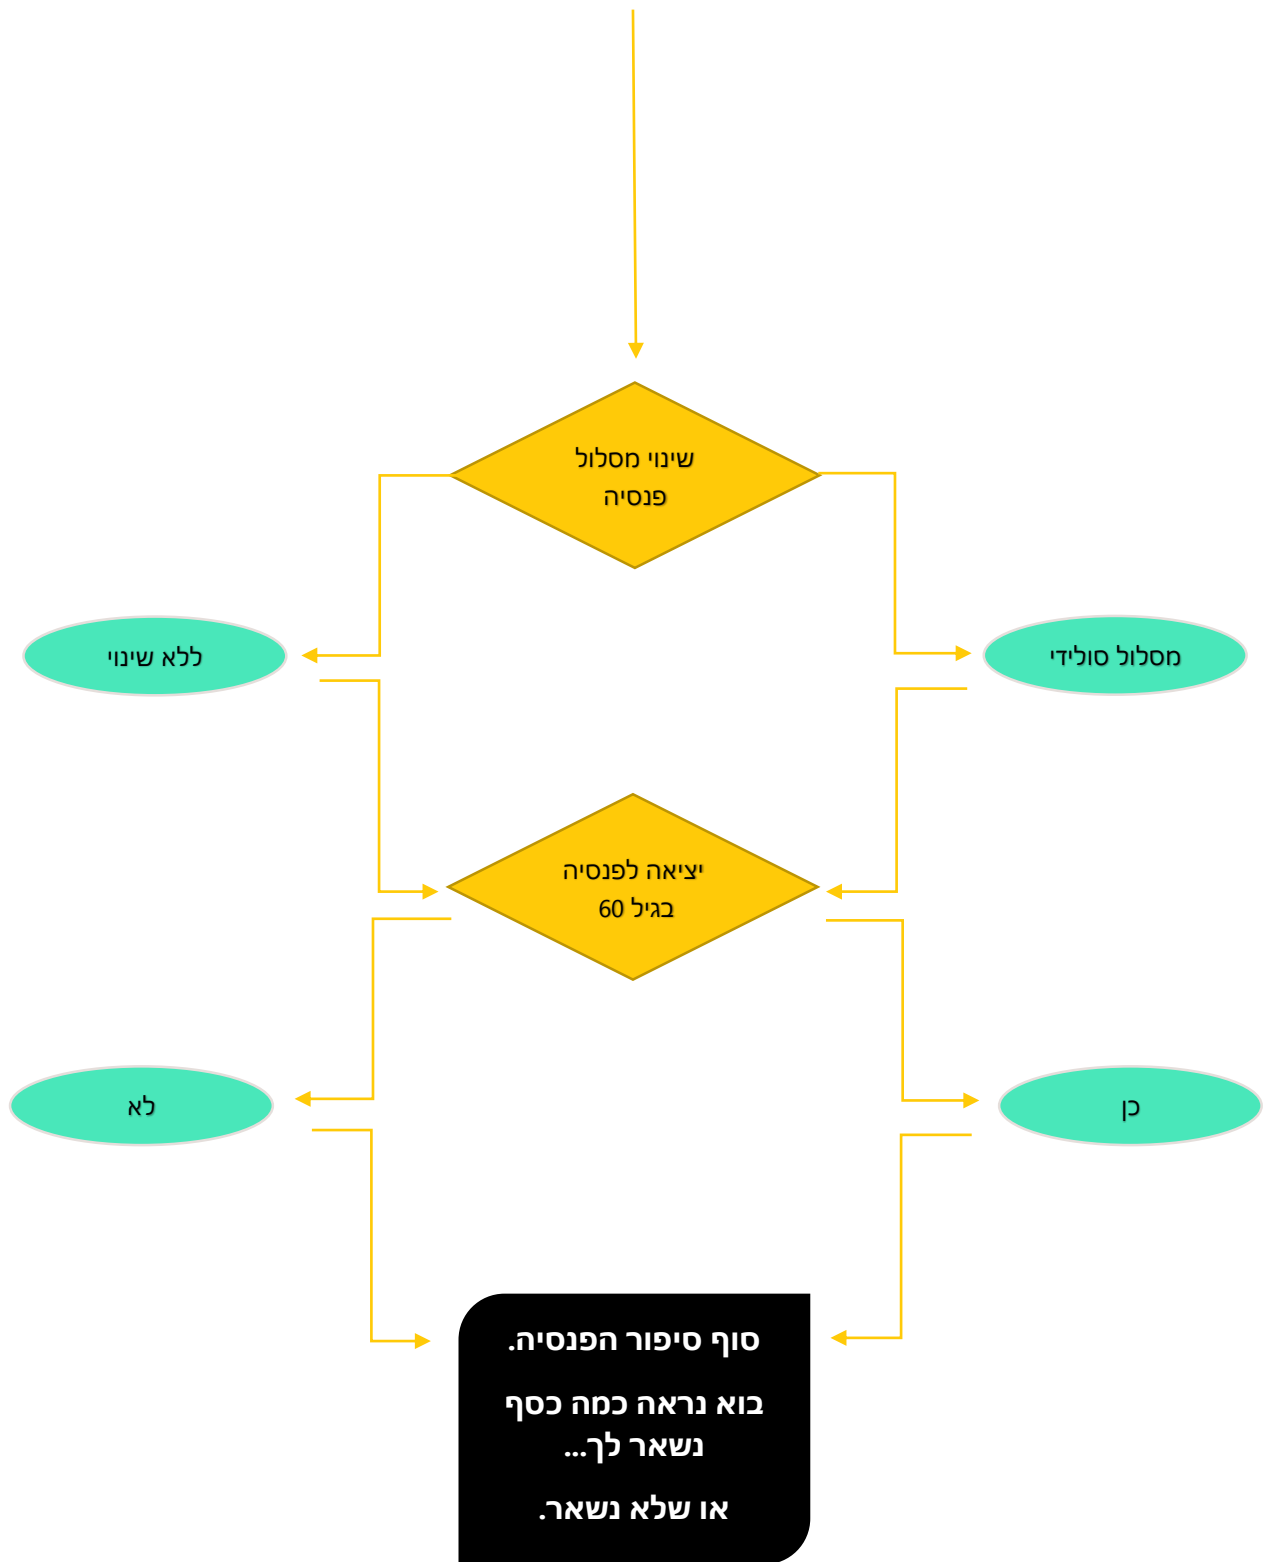 שינוי מסלול
פנסיה
מסלול סולידי
ללא שינוי
יציאה לפנסיה
בגיל 60
כן
לא
סוף סיפור הפנסיה.
בוא נראה כמה כסף
נשאר לך...
או שלא נשאר.